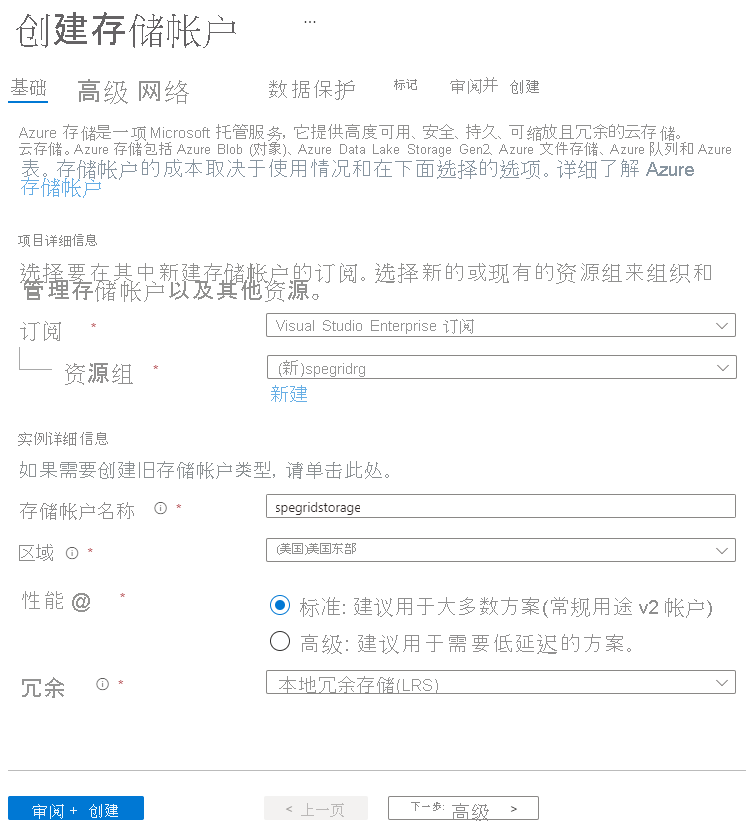 创建存储帐户 ...
基础 高级 网络 数据保护 标记 审阅并 创建
Azure 存储是一项 Microsoft 托管服务, 它提供高度可用、安全、持久、可缩放且冗余的云存储。
云存储。Azure 存储包括 Azure Blob (对象)、Azure Data Lake Storage Gen2、Azure 文件存储、Azure 队列和 Azure
表。存储帐户的成本取决于使用情况和在下面选择的选项。详细了解 Azure
存储帐户
项目详细信息
选择要在其中新建存储帐户的订阅。选择新的或现有的资源组来组织和
管理存储帐户以及其他资源。
订阅 * Visual Studio Enterprise 订阅
资源组 * (新)spegridrg
新建
实例详细信息
如果需要创建旧存储帐户类型, 请单击此处。
存储帐户名称 * spegridstorage
区域 * (美国)美国东部
性能 @ * 标准: 建议用于大多数方案(常规用途 v2 帐户)
高级: 建议用于需要低延迟的方案。
冗余 * 本地冗余存储(LRS)
审阅 + 创建 < 上一页 下一步: 高级 >